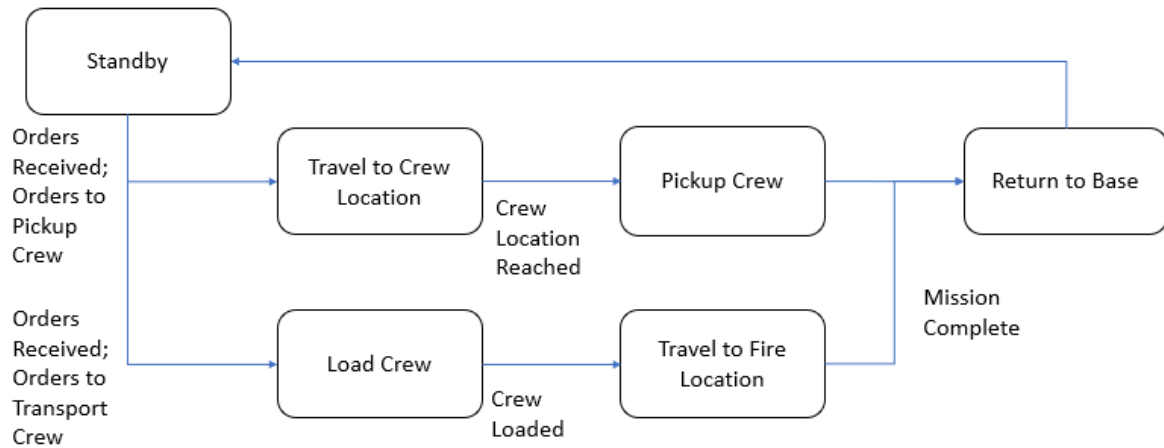 Standby
Orders
Received;
Orders to
Pickup
Crew
Travel to Crew
Location
Crew
Location
Reached
Pickup Crew
Return to Base
Orders
Received;
Orders to
Transport
Crew
Load Crew
Crew
Loaded
Travel to Fire
Location
Mission
Complete